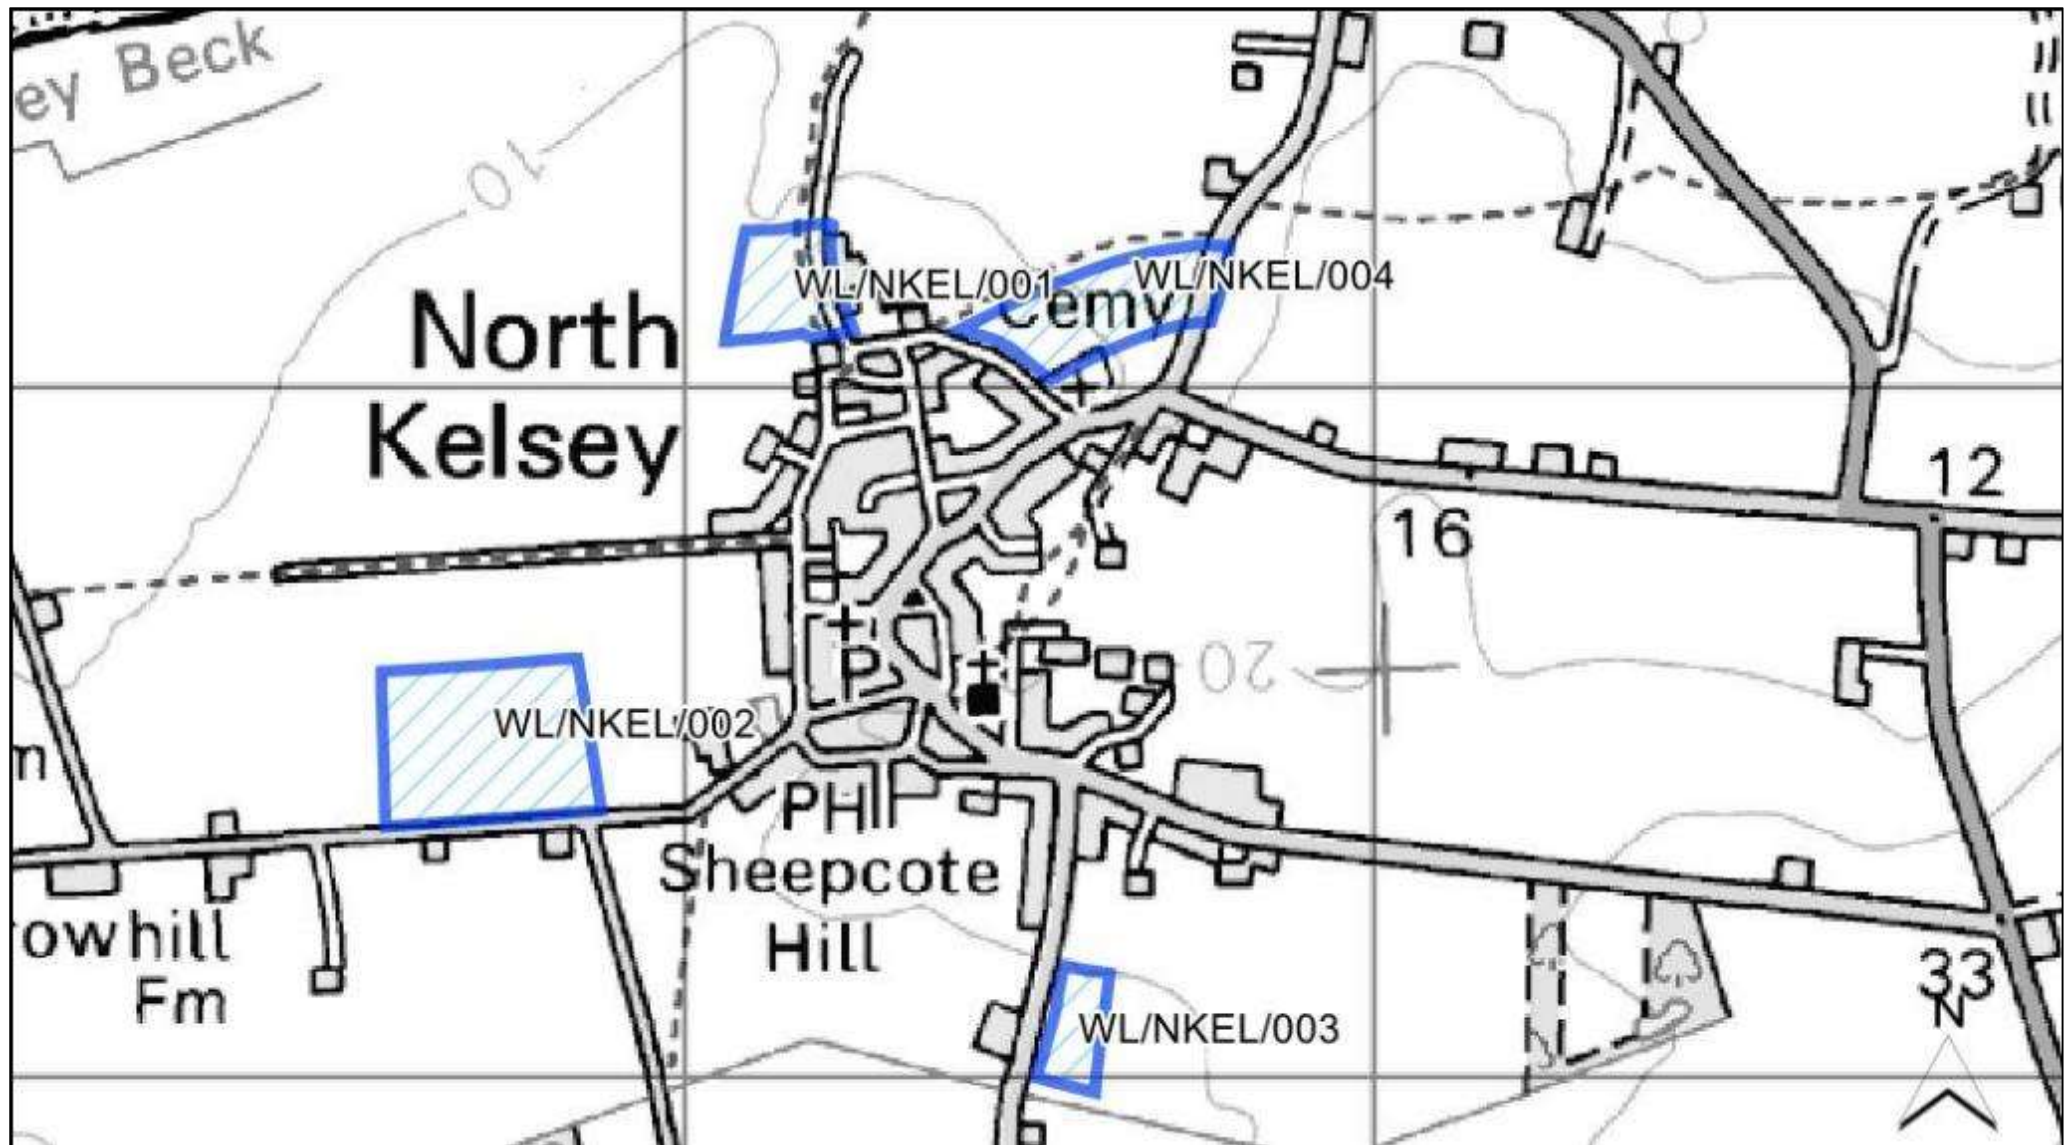 ey Beck
10
WL/NKEL/001
WL/NKEL/004
Cemy
North
Kelsey
12
16
P
20
WL/NKEL/002
m
PH
Sheepcote
Hill
owhill
Fm
33
N
WL/NKEL/003